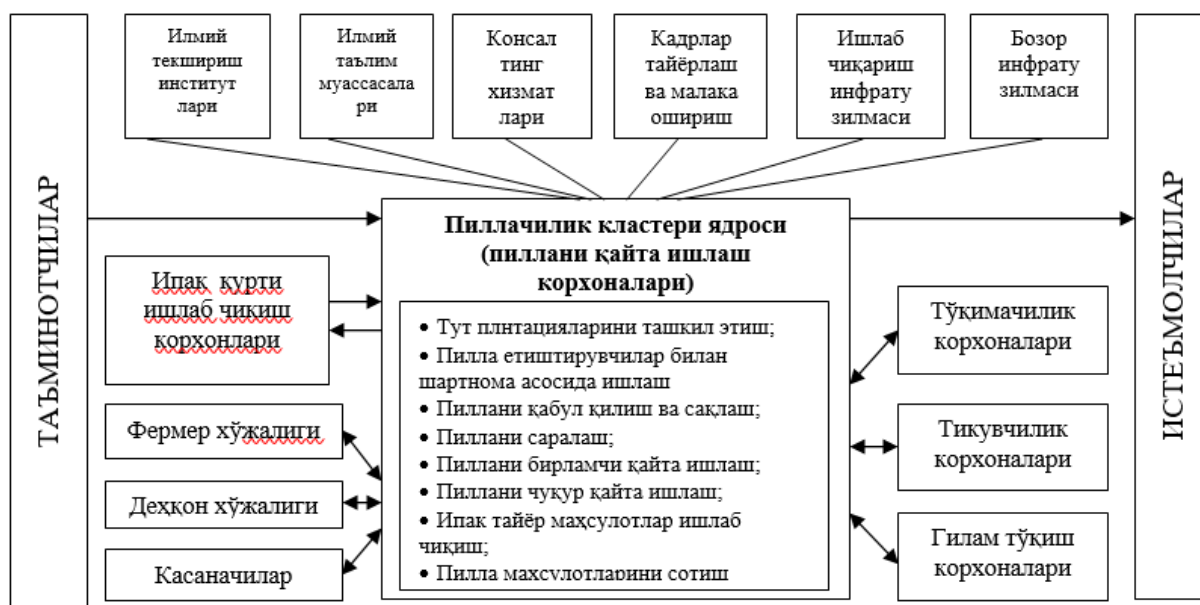 ТАЪМИНОТЧИЛАР
Илмий
текшириш
институт
лари
Илмий
таълим
муассасала
ри
Консал
тинг
хизмат
лари
Кадрлар
тайёрлаш
ва малака
ошириш
Ишлаб
чиқариш
инфрату
зилмаси
Бозор
инфрату
зилмаси
Пиллачилик кластери ядроси
(пиллани қайта ишлаш
корхоналари)
• Тут плнтацияларини ташкил этиш;
• Пилла етиштирувчилар билан
шартнома асосида ишлаш
• Пиллани қабул қилиш ва сақлаш;
• Пиллани саралаш;
• Пиллани бирламчи қайта ишлаш;
• Пиллани чуқур қайта ишлаш;
• Ипак тайёр маҳсулотлар ишлаб
чиқиш;
• Пилла маҳсулотларини сотиш
Ипак қурти
ишлаб чиқиш
корхонлари
Фермер хўжалиги
Деҳқон хўжалиги
Касаначилар
Тўқимачилик
корхоналари
Тикувчилик
корхоналари
Гилам тўқиш
корхоналари
ИСТЕЪМОЛЧИЛАР